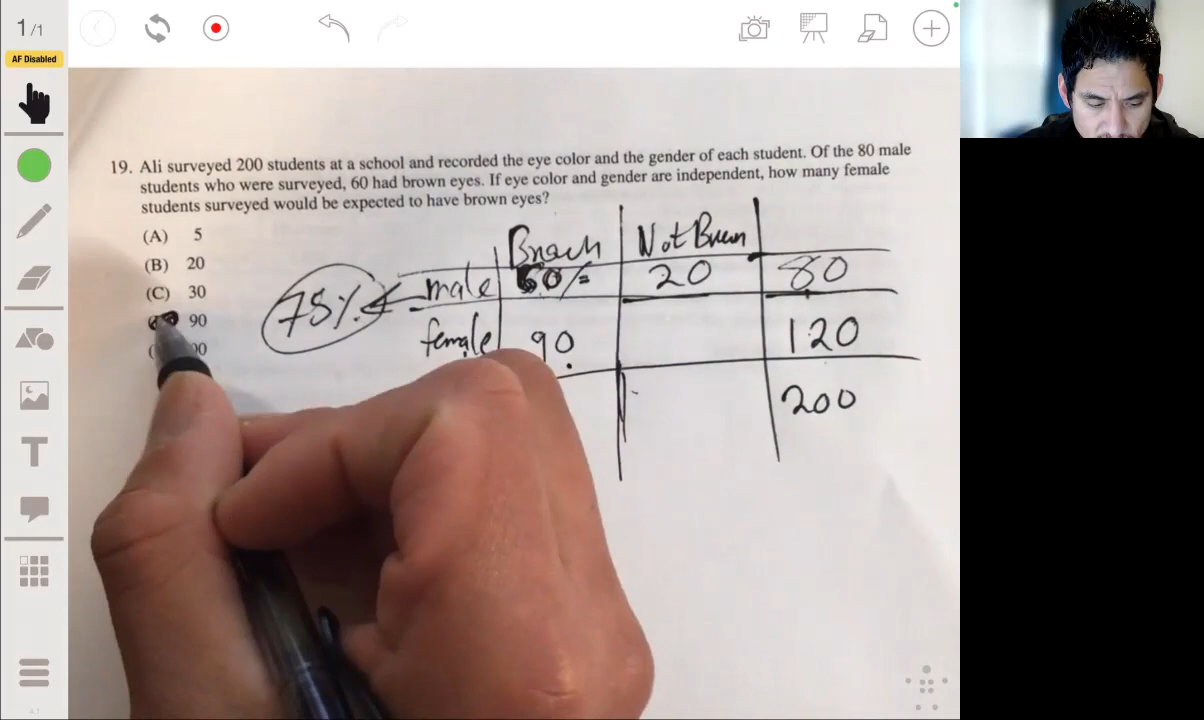 1/1
AF Disabled
19. Ali surveyed 200 students at a school and recorded the eye color and the gender of each student. Of the 80 male
students who were surveyed, 60 had brown eyes. If eye color and gender are independent, how many female
students surveyed would be expected to have brown eyes?
(A) 5
(B) 20
(C) 30
90
Not Brown
75% male 60 20 80
female 90 120
200
T